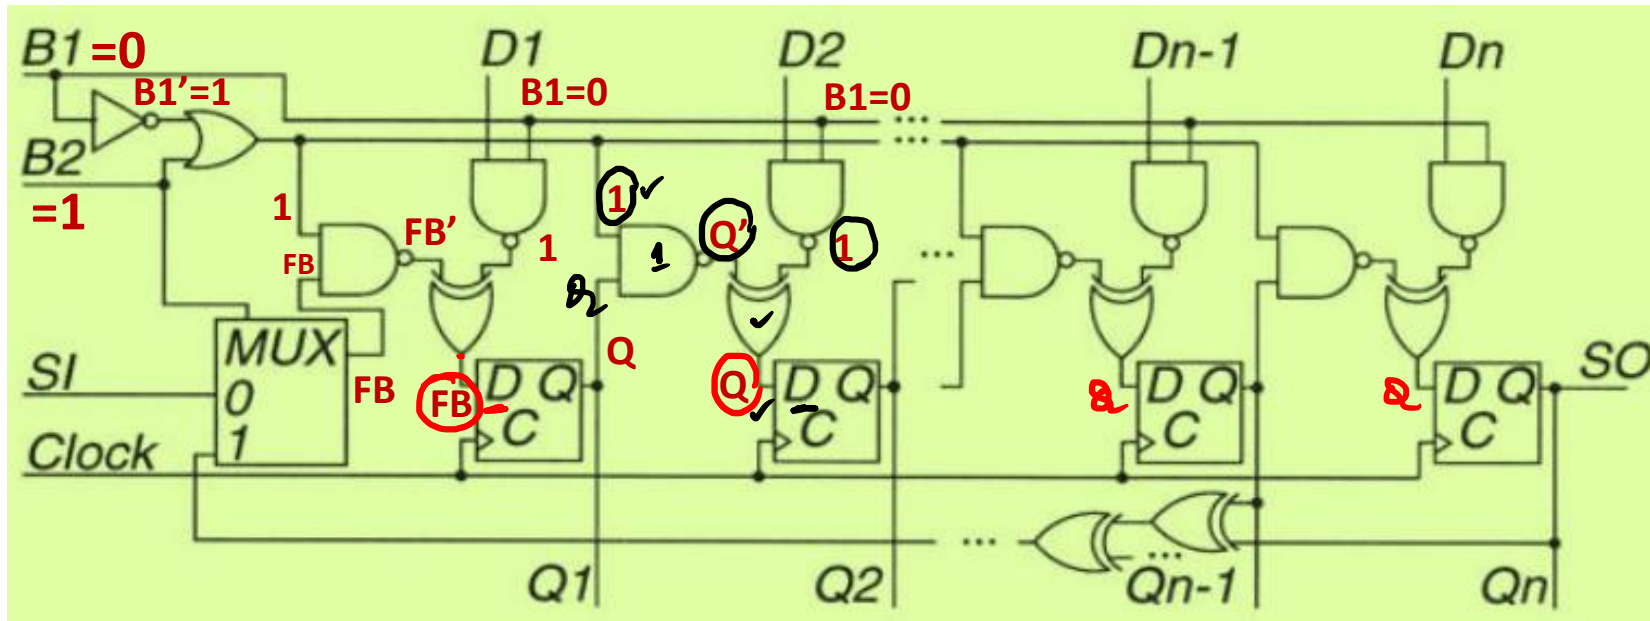 B1 =0
D1
D2
Dn-1
Dn
B1’=1
B1=0
B1=0
...
...
B2
=1
1
1
FB’
1
Q’
1
FB
1
...
Q
Q
MUX
SI
0
1
FB
FB
D Q
C
Q
D Q
C
Q
D Q
C
Q
D Q
C
SO
Clock
...
...
Q1
Q2
Qn-1
Qn